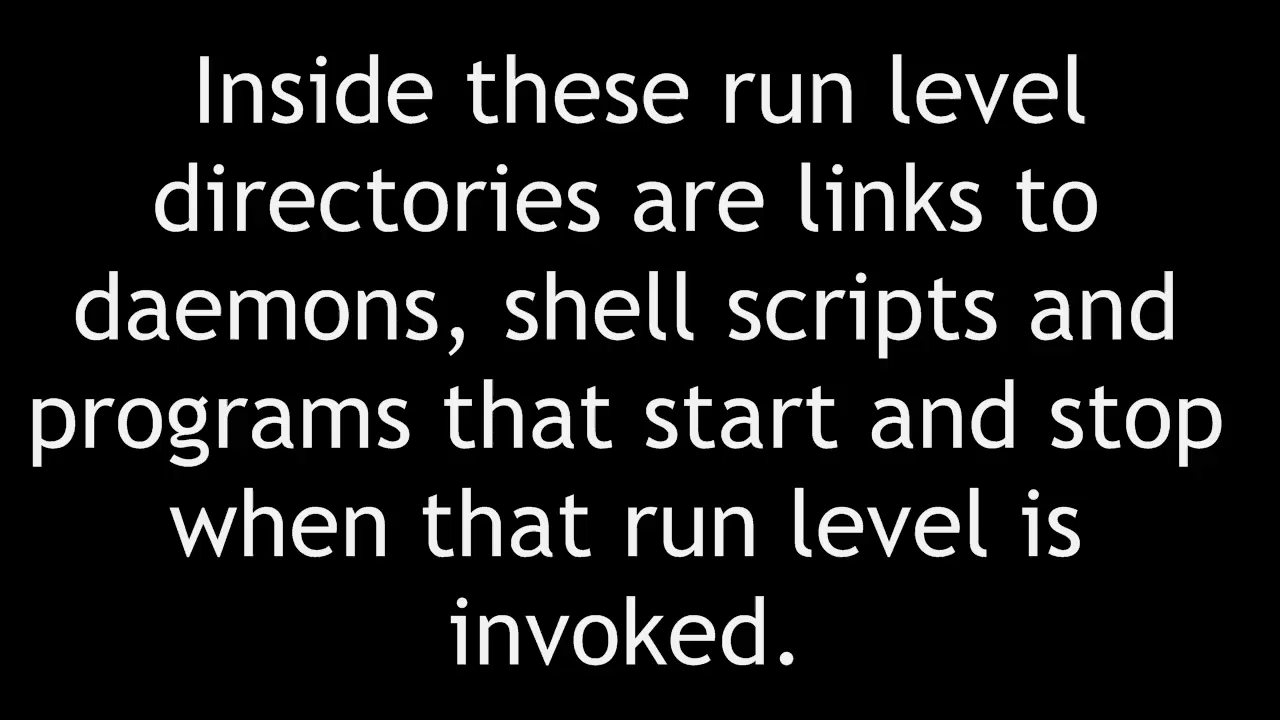 Inside these run level
directories are links to
daemons, shell scripts and
programs that start and stop
when that run level is
invoked.